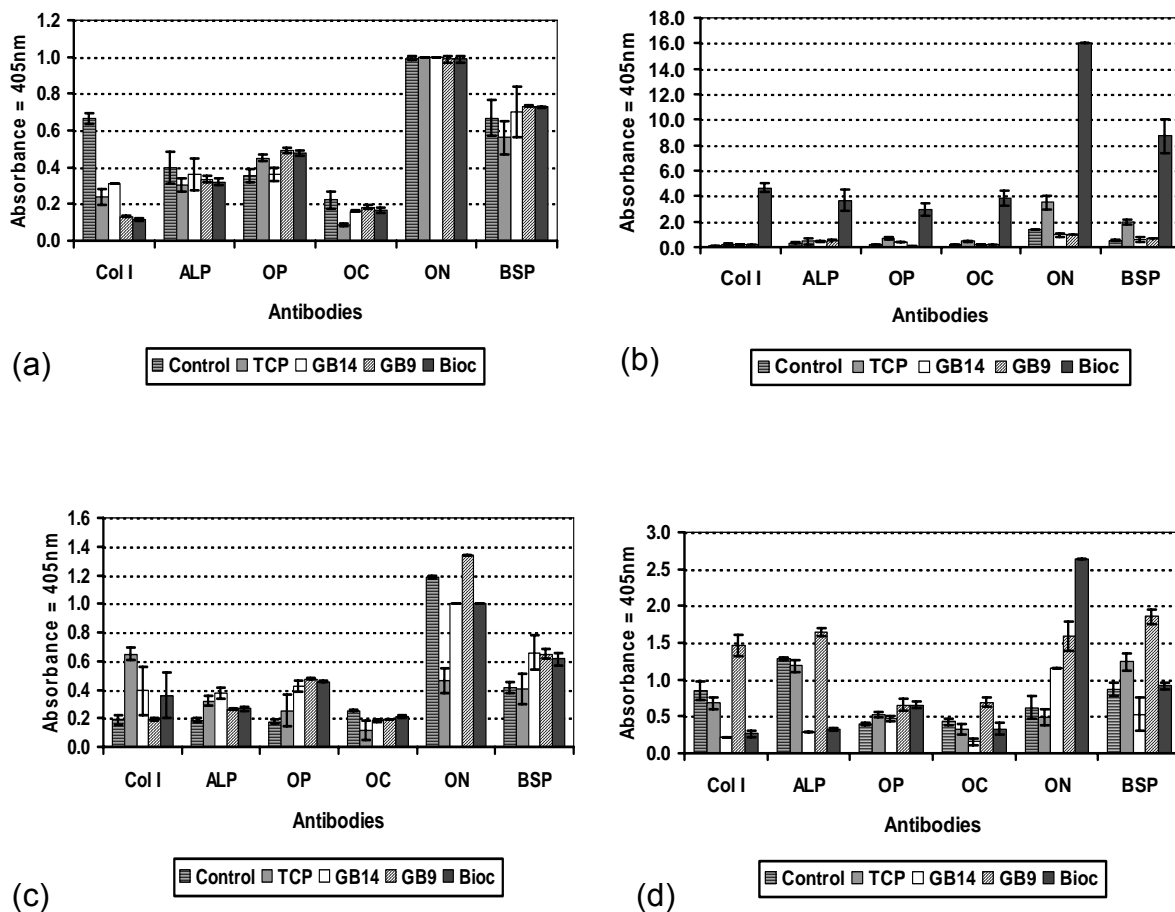 Absorbance = 405nm
1.2
1.0
0.8
0.6
0.4
0.2
0.0
Col I ALP OP OC ON BSP
Antibodies
Control TCP GB14 GB9 Bioc
(a)
Absorbance = 405nm
18.0
16.0
14.0
12.0
10.0
8.0
6.0
4.0
2.0
0.0
Col I ALP OP OC ON BSP
Antibodies
Control TCP GB14 GB9 Bioc
(b)
Absorbance = 405nm
1.6
1.4
1.2
1.0
0.8
0.6
0.4
0.2
0.0
Col I ALP OP OC ON BSP
Antibodies
Control TCP GB14 GB9 Bioc
(c)
Absorbance = 405nm
3.0
2.5
2.0
1.5
1.0
0.5
0.0
Col I ALP OP OC ON BSP
Antibodies
Control TCP GB14 GB9 Bioc
(d)